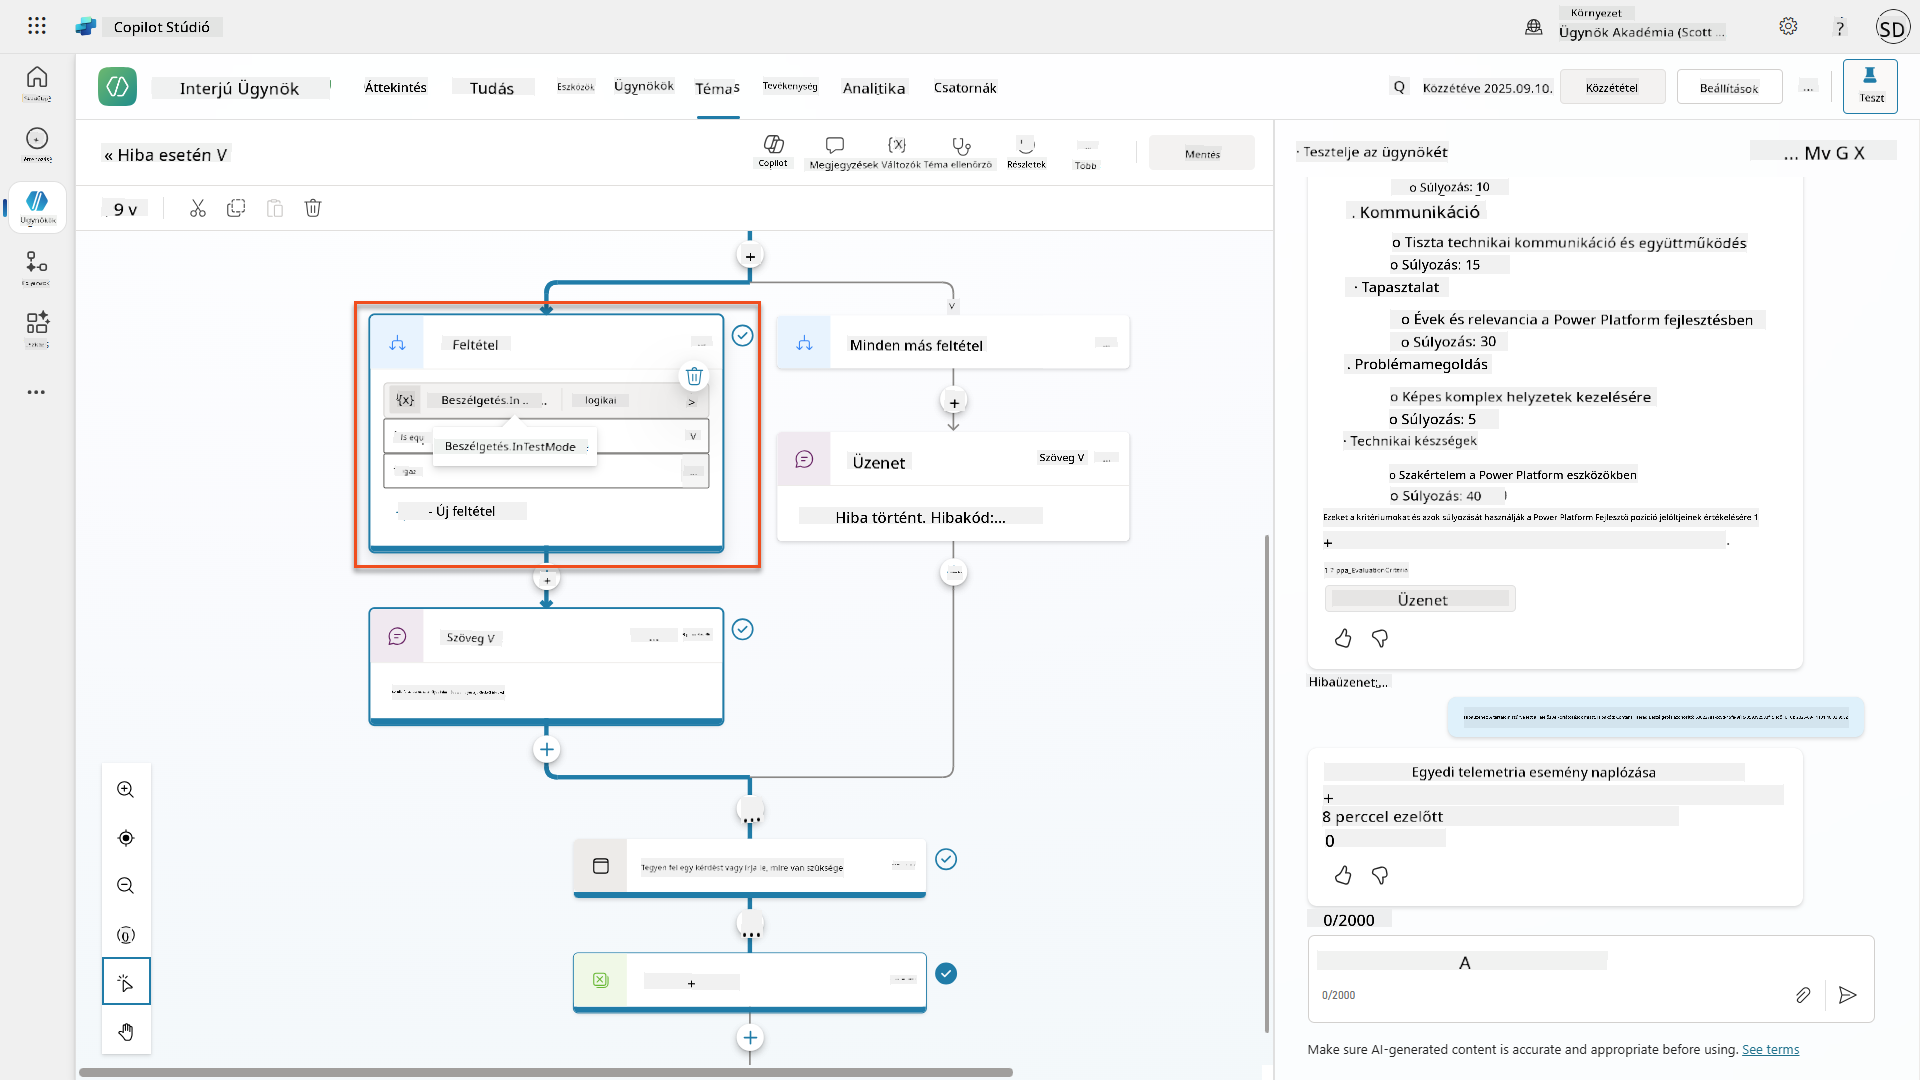 Copilot Stúdió
Környezet
Ügynök Akadémia (Scott ...
?
SD
Interjú Ügynök
Áttekintés
Tudás
Eszközök
Ügynökök
Témas
Tevékenység
Analitika
Csatornák
Q
Közzétéve 2025.09.10.
Közzététel
Beállítások
...
Teszt
« Hiba esetén V
Copilot
Megjegyzések
Változók
Téma ellenőrző
Részletek
Több
Mentés
9 v
Ügynökök
+
v
Feltétel
...
{x}
Beszélgetés.In ..
logikai
>
Is equ
V
Beszélgetés.InTestMode
igaz
...
- Új feltétel
+
Szöveg V
...
Minden más feltétel
...
+
Üzenet
Szöveg V
...
Hiba történt. Hibakód:...
+
...
Tegyen fel egy kérdést vagy írja le, mire van szüksége
...
+
+
· Tesztelje az ügynökét
... Mv G X
o Súlyozás: 10
. Kommunikáció
o Tiszta technikai kommunikáció és együttműködés
o Súlyozás: 15
· Tapasztalat
o Évek és relevancia a Power Platform fejlesztésben
o Súlyozás: 30
. Problémamegoldás
o Képes komplex helyzetek kezelésére
o Súlyozás: 5
· Technikai készségek
o Szakértelem a Power Platform eszközökben
o Súlyozás: 40
Ezeket a kritériumokat és azok súlyozását használják a Power Platform Fejlesztő pozíció jelöltjeinek értékelésére 1
+
.
1 ppa_EvaluationCriteria
Üzenet
Hibaüzenet:...
Egyedi telemetria esemény naplózása
+
8 perccel ezelőtt
0
0/2000
A
0/2000
Make sure AI-generated content is accurate and appropriate before using. See terms